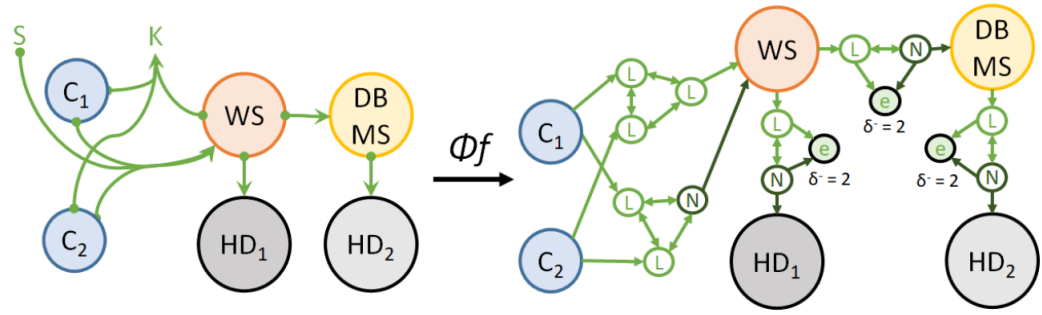 S
K
C1
C2
WS
DB
MS
HD1
HD2
Φf
C1
C2
L
L
L
L
N
L
WS
L
N
e
δ- = 2
DB
MS
L
e
N
δ- = 2
HD1
L
e
N
δ- = 2
HD2